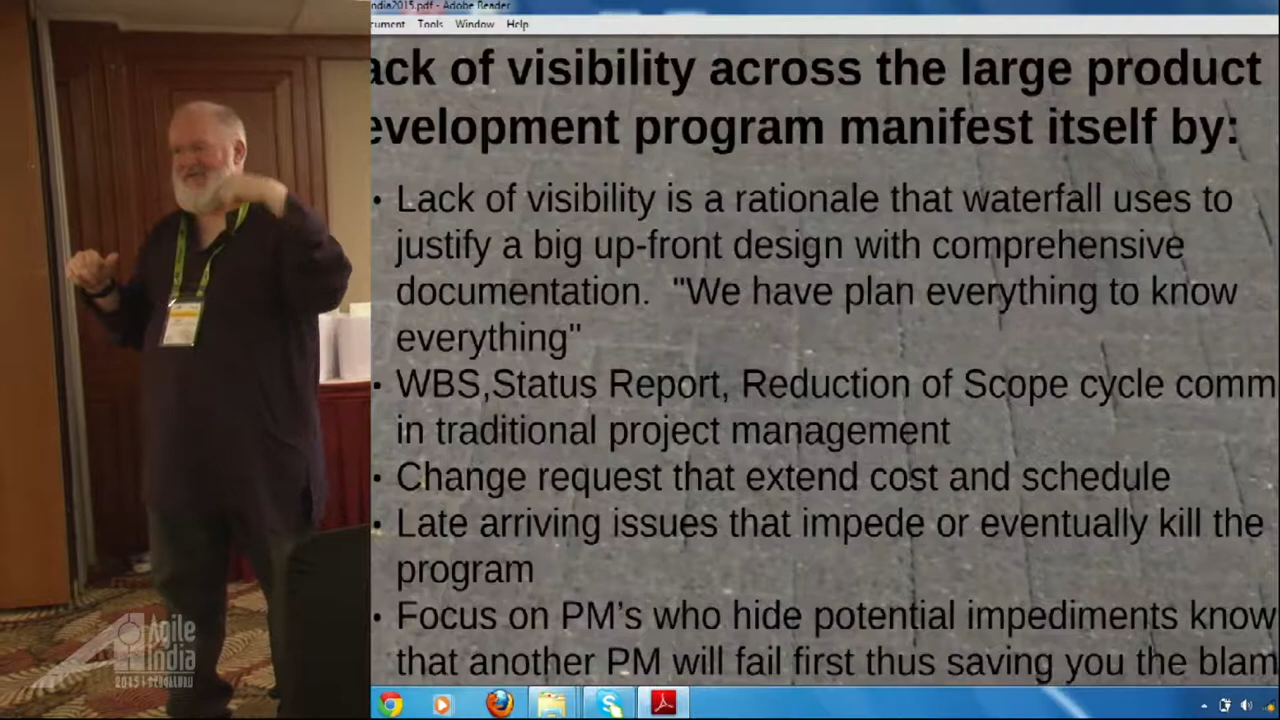 ndia2015.pdf - Adobe Reader
cument Tools Window Help
ack of visibility across the large product
evelopment program manifest itself by:
• Lack of visibility is a rationale that waterfall uses to
justify a big up-front design with comprehensive
documentation. "We have plan everything to know
everything"
• WBS,Status Report, Reduction of Scope cycle comm
in traditional project management
• Change request that extend cost and schedule
• Late arriving issues that impede or eventually kill the
program
• Focus on PM's who hide potential impediments know
that another PM will fail first thus saving you the blam
Agile
India
2015 BENGALURU